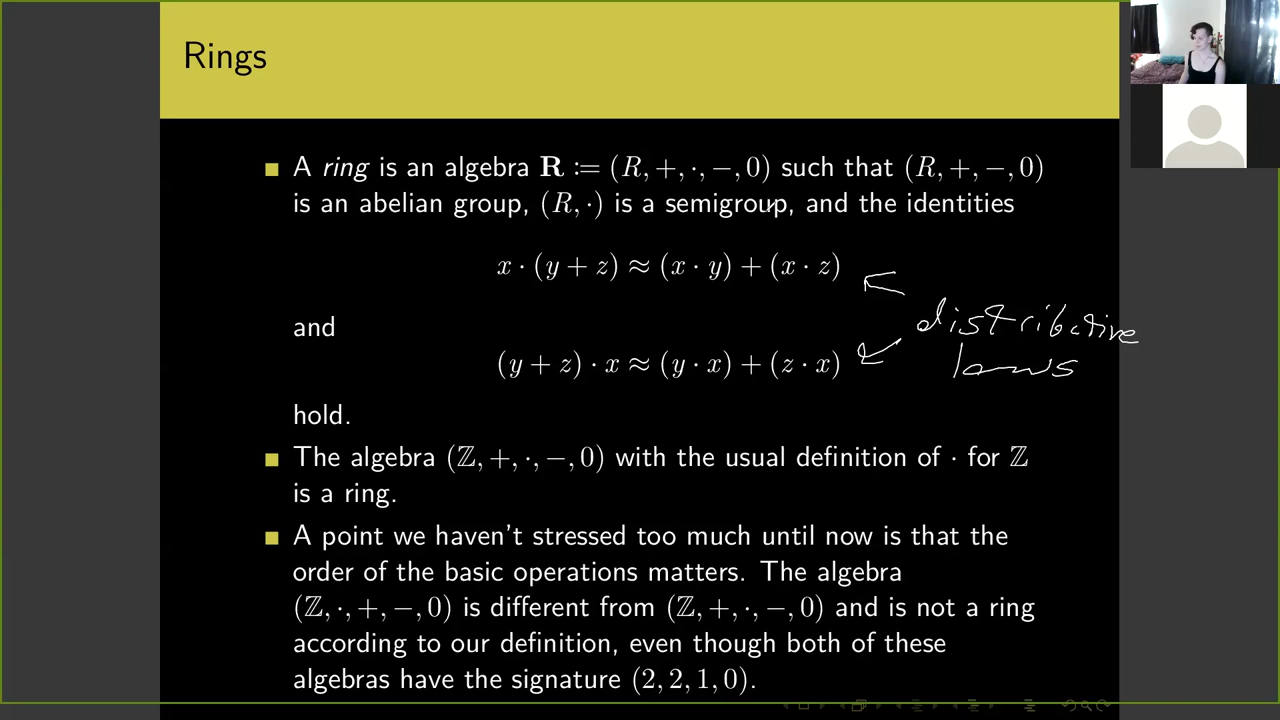 Rings
A ring is an algebra R := (R, +, ·, −, 0) such that (R, +, −, 0)
is an abelian group, (R, ·) is a semigroup, and the identities
x · (y + z) ≈ (x · y) + (x · z)
and
distributive
laws
(y + z) · x ≈ (y · x) + (z · x)
hold.
The algebra (ℤ, +, ·, −, 0) with the usual definition of · for ℤ
is a ring.
A point we haven't stressed too much until now is that the
order of the basic operations matters. The algebra
(ℤ, ·, +, −, 0) is different from (ℤ, +, ·, −, 0) and is not a ring
according to our definition, even though both of these
algebras have the signature (2, 2, 1, 0).